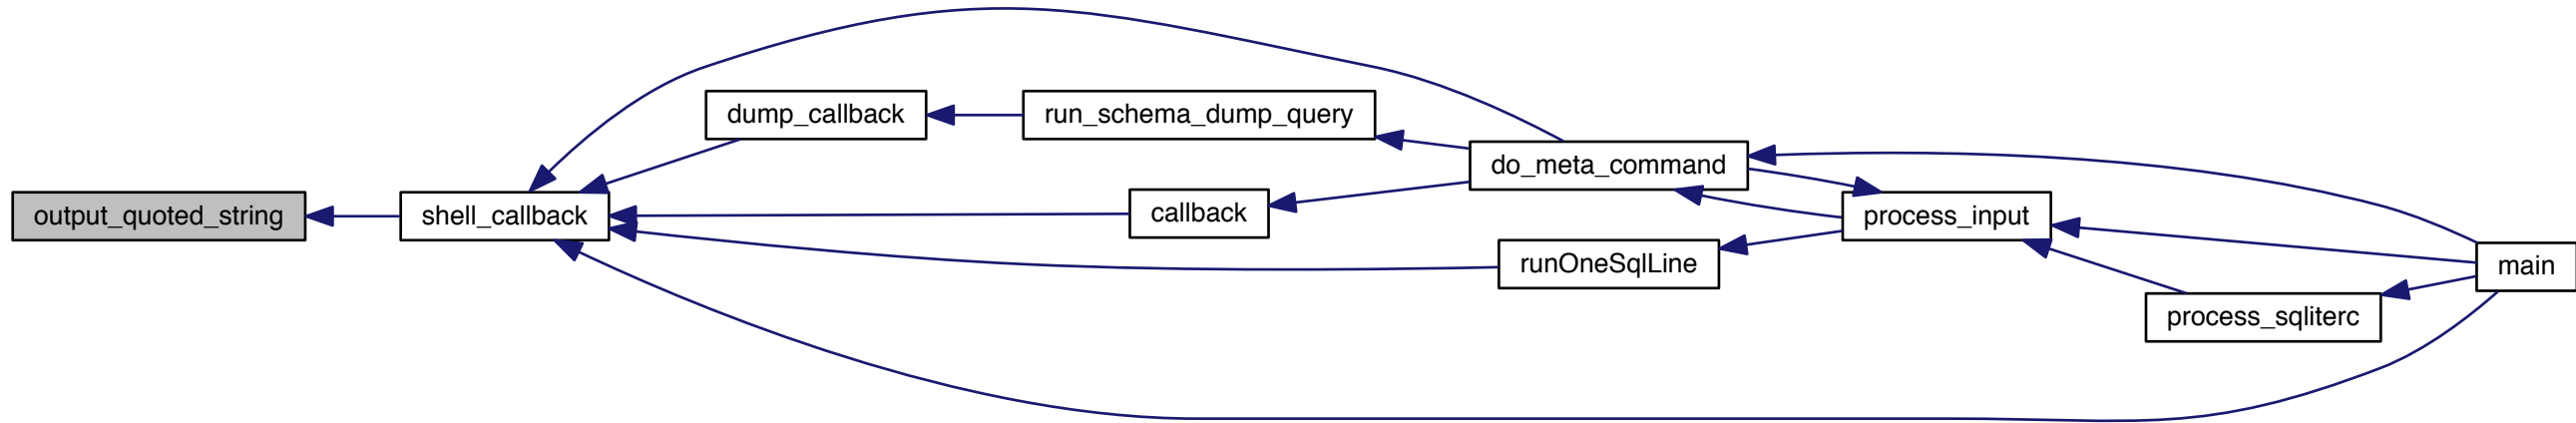 output_quoted_string
shell_callback
dump_callback
run_schema_dump_query
callback
runOneSqlLine
do_meta_command
process_input
process_sqliterc
main